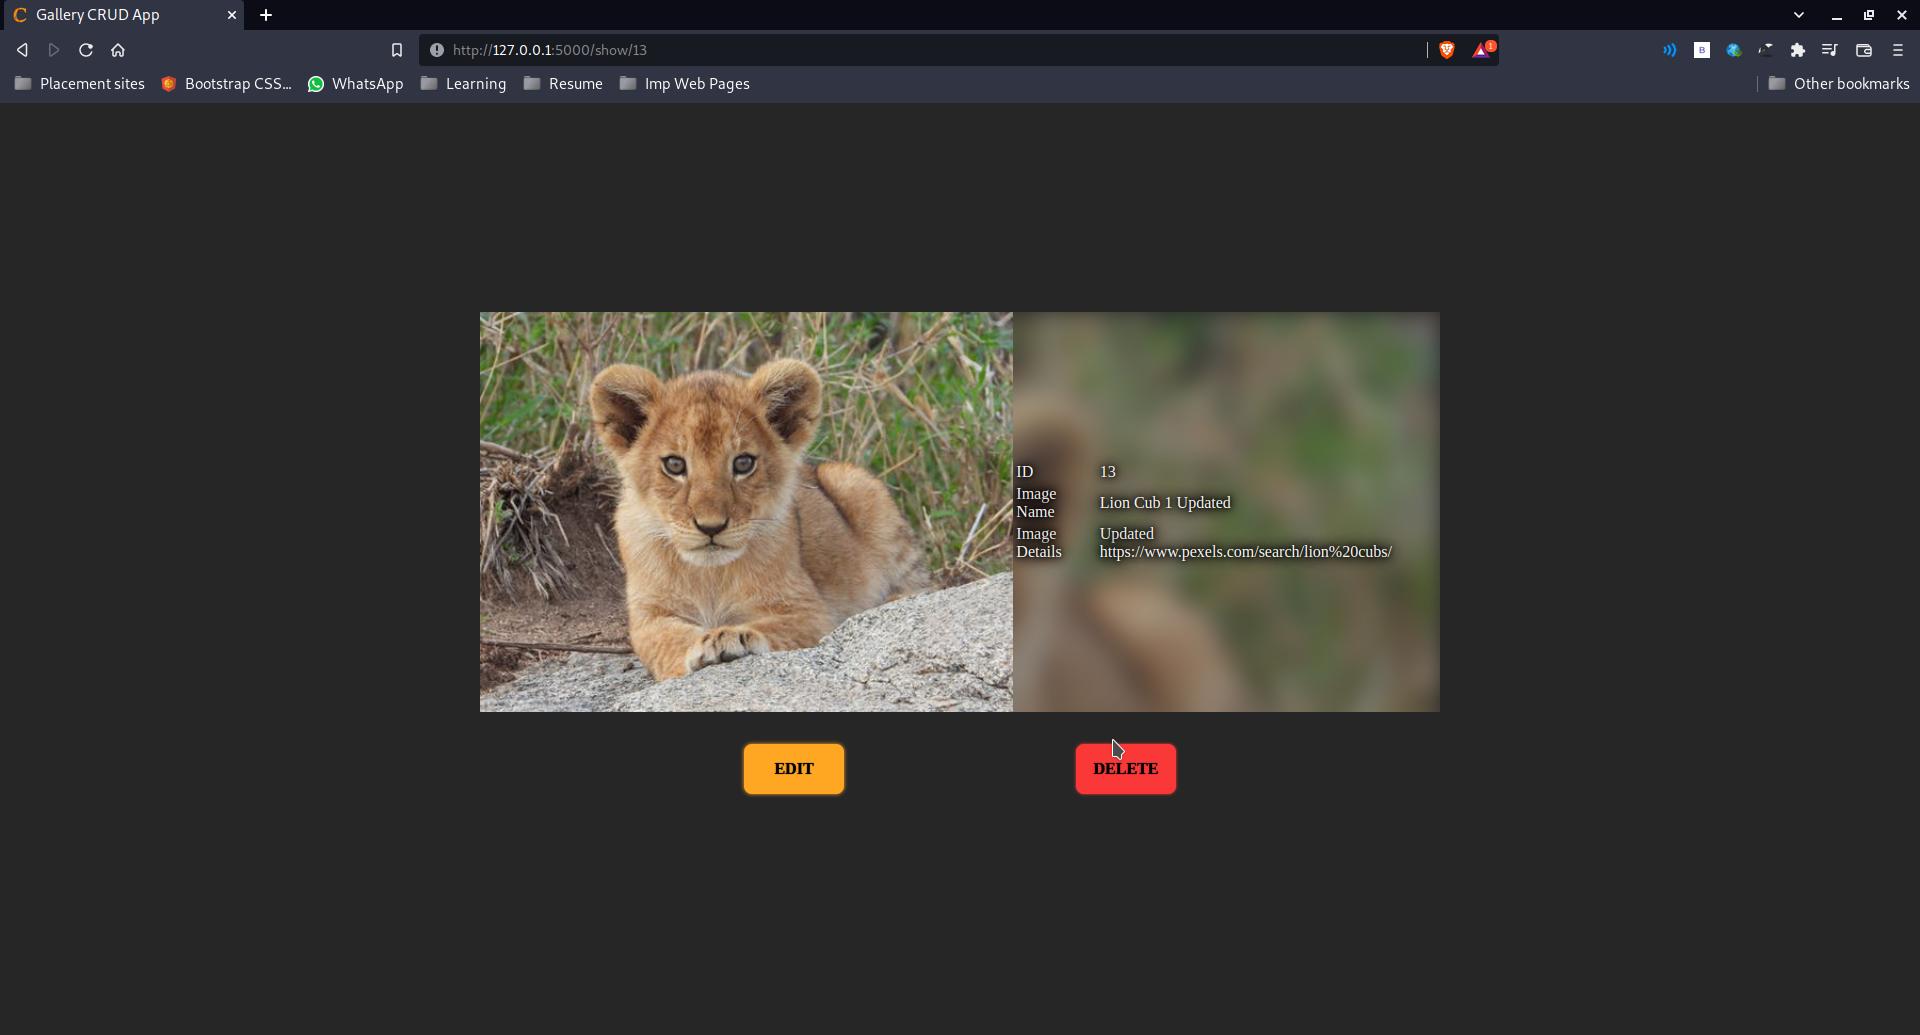 Gallery CRUD App
http://127.0.0.1:5000/show/13
1
B
Placement sites
Bootstrap CSS...
WhatsApp
Learning
Resume
Imp Web Pages
Other bookmarks
ID 13
Image
Name
Lion Cub 1 Updated
Image
Details
Updated
https://www.pexels.com/search/lion%20cubs/
EDIT
DELETE